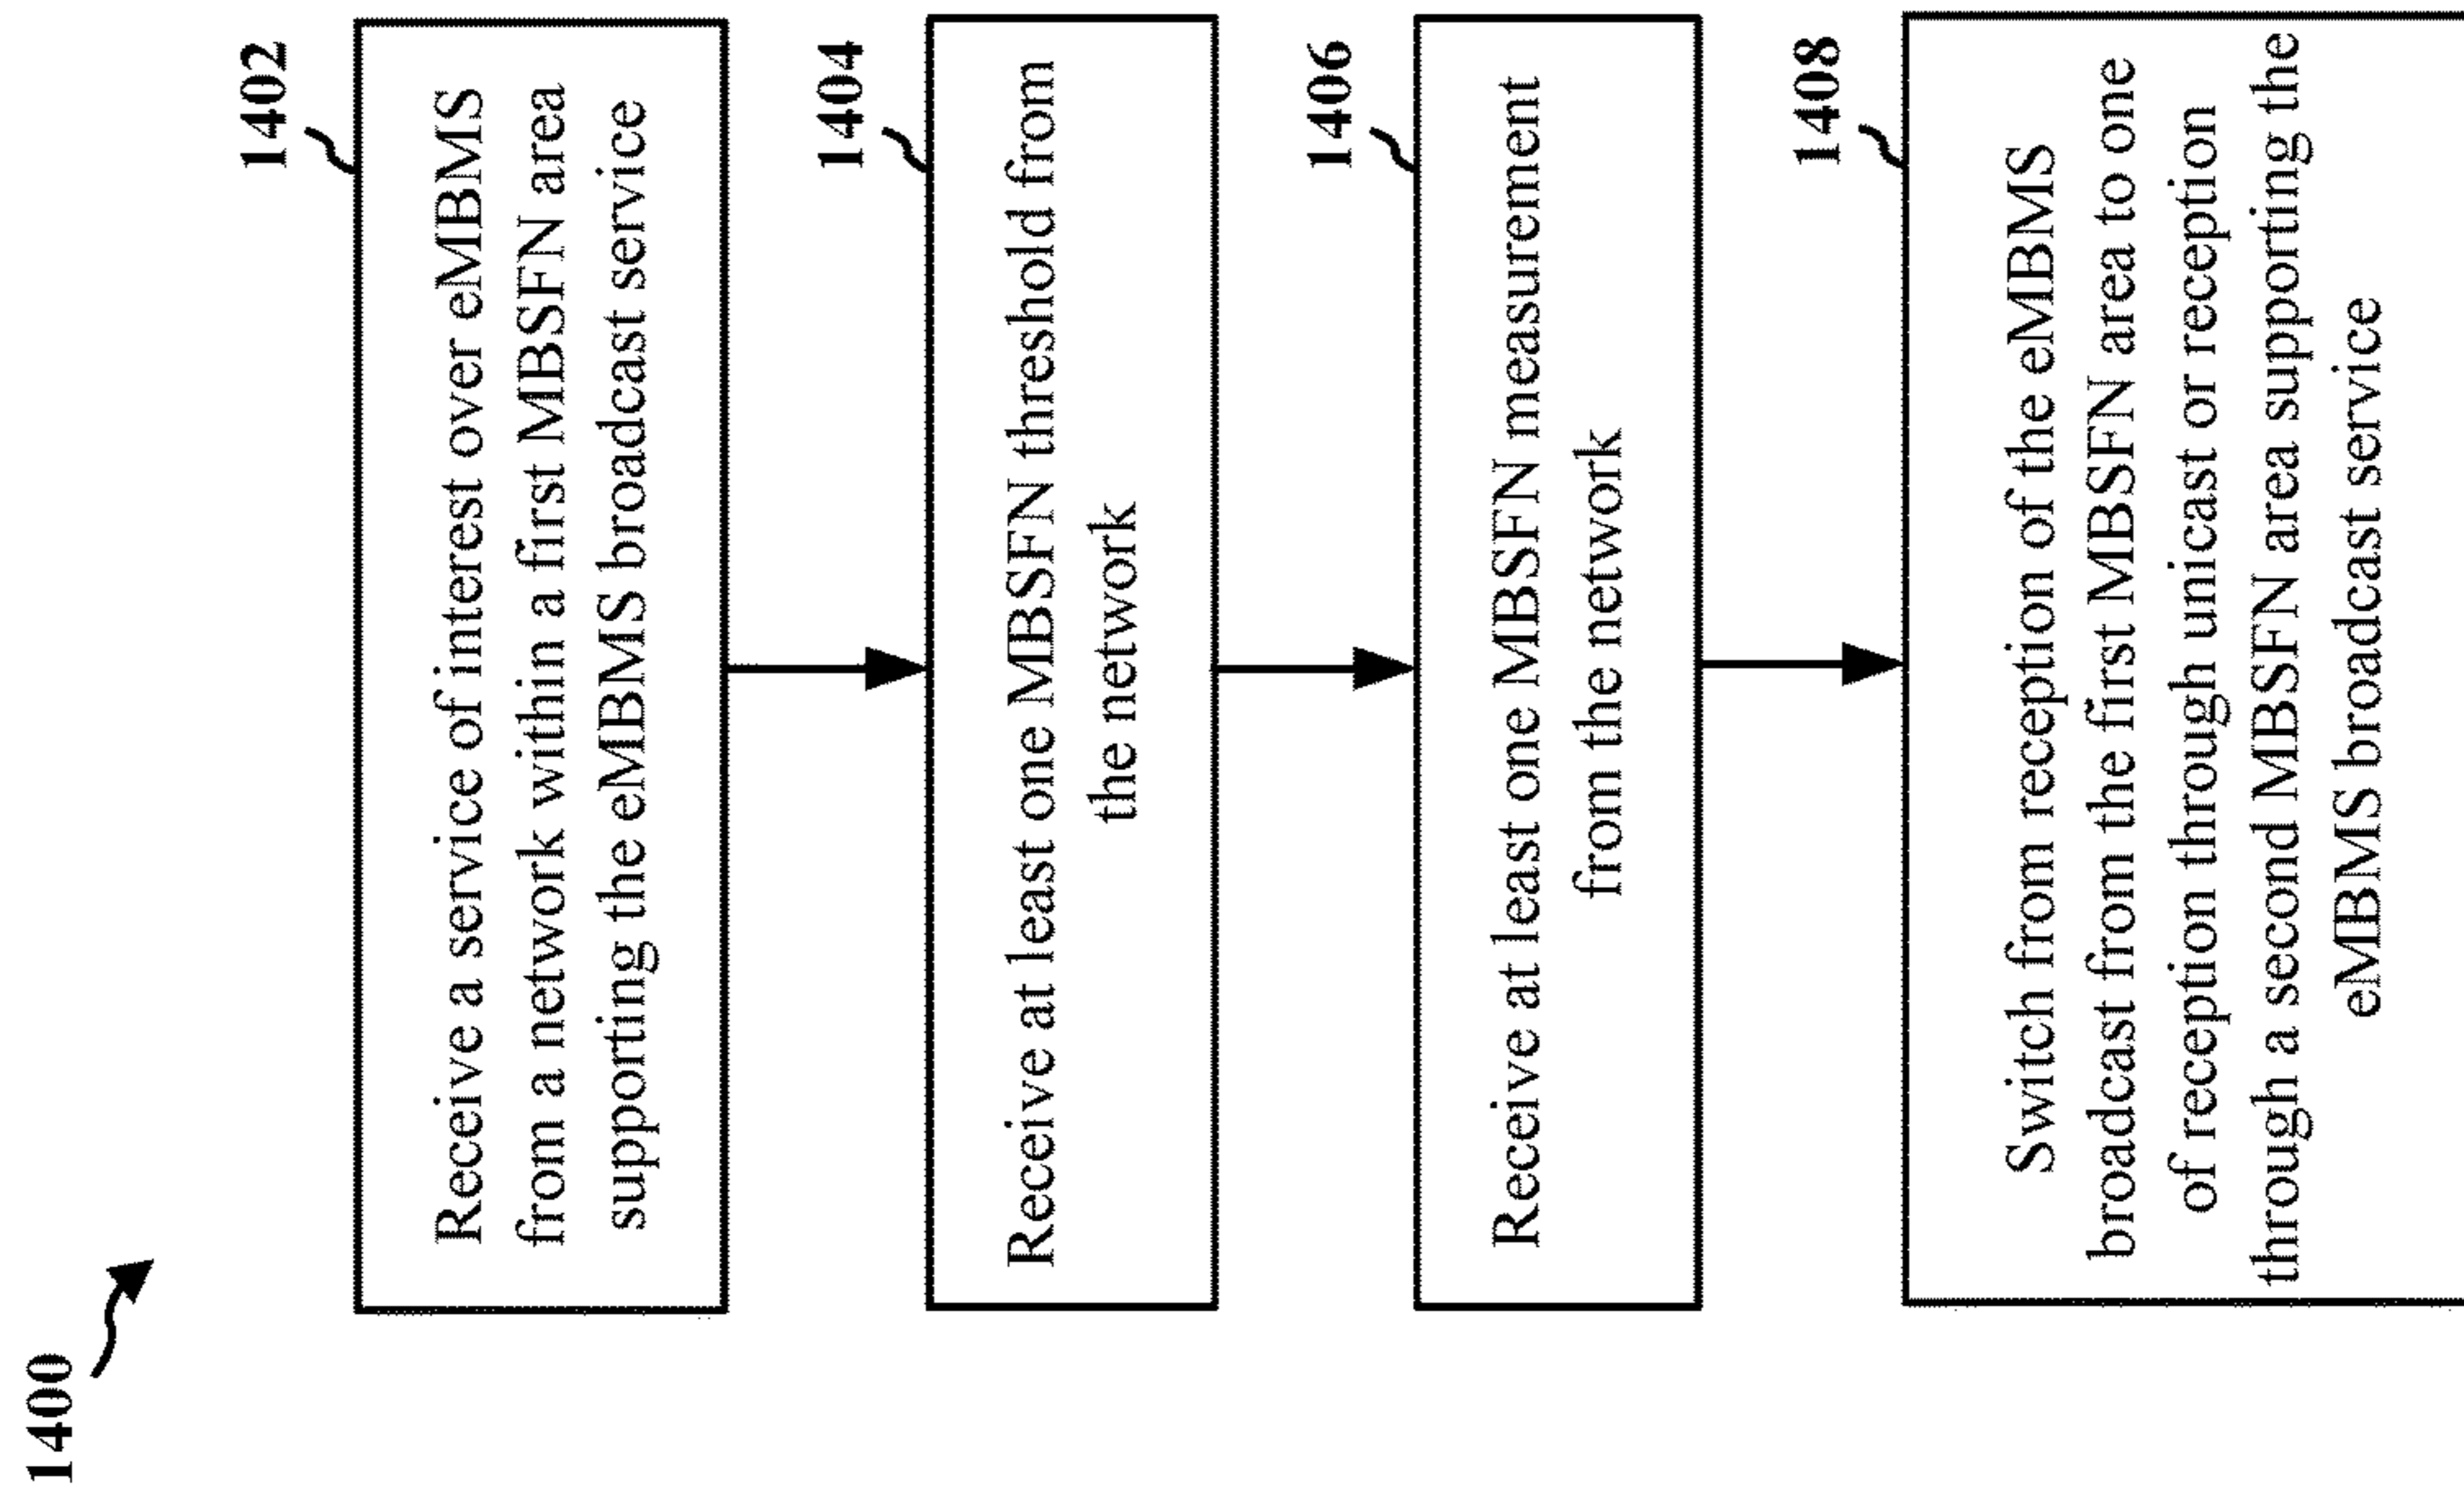 1400
1402
Receive a service of interest over eMBMS
from a network within a first MBSFN area
supporting the eMBMS broadcast service
1404
Receive at least one MBSFN threshold from
the network
1406
Receive at least one MBSFN measurement
from the network
1408
Switch from reception of the eMBMS
broadcast from the first MBSFN area to one
of reception through unicast or reception
through a second MBSFN area supporting the
eMBMS broadcast service